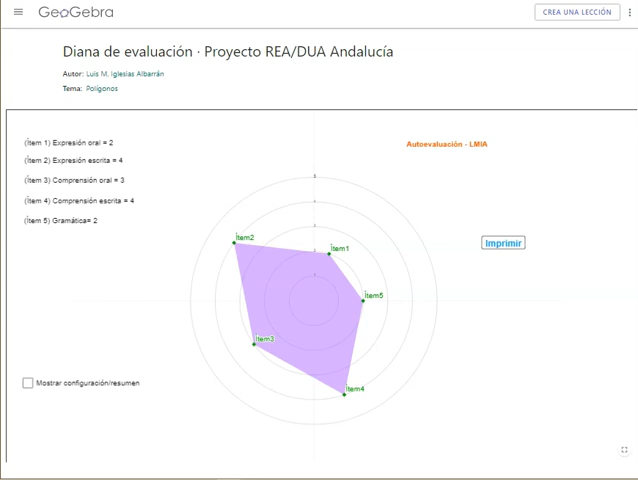 GeoGebra
CREA UNA LECCIÓN
Diana de evaluación · Proyecto REA/DUA Andalucía
Autor: Luis M. Iglesias Albarrán
Tema: Polígonos
(Ítem 1) Expresión oral = 2
(Ítem 2) Expresión escrita = 4
(Ítem 3) Comprensión oral = 3
(Ítem 4) Comprensión escrita = 4
(Ítem 5) Gramática= 2
Autoevaluación - LMIA
Imprimir
Ítem2
Ítem1
Ítem5
Ítem3
Ítem4
Mostrar configuración/resumen